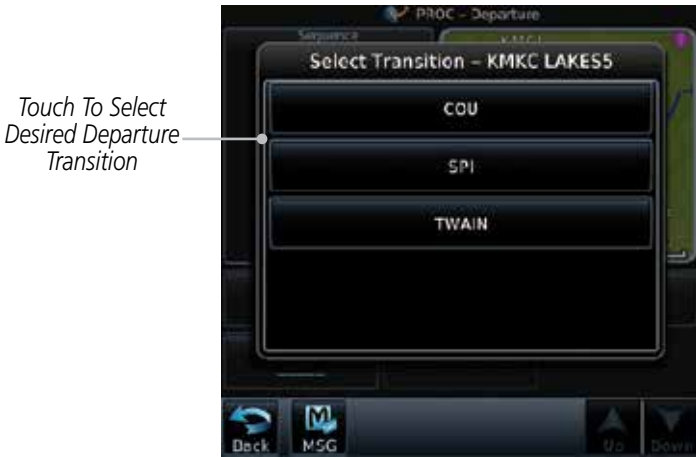 PROC – Departure
Sequence
Select Transition – KMKC LAKES5
COU
SPI
TWAIN
Touch To Select
Desired Departure
Transition
Back
MSG
Up
Down